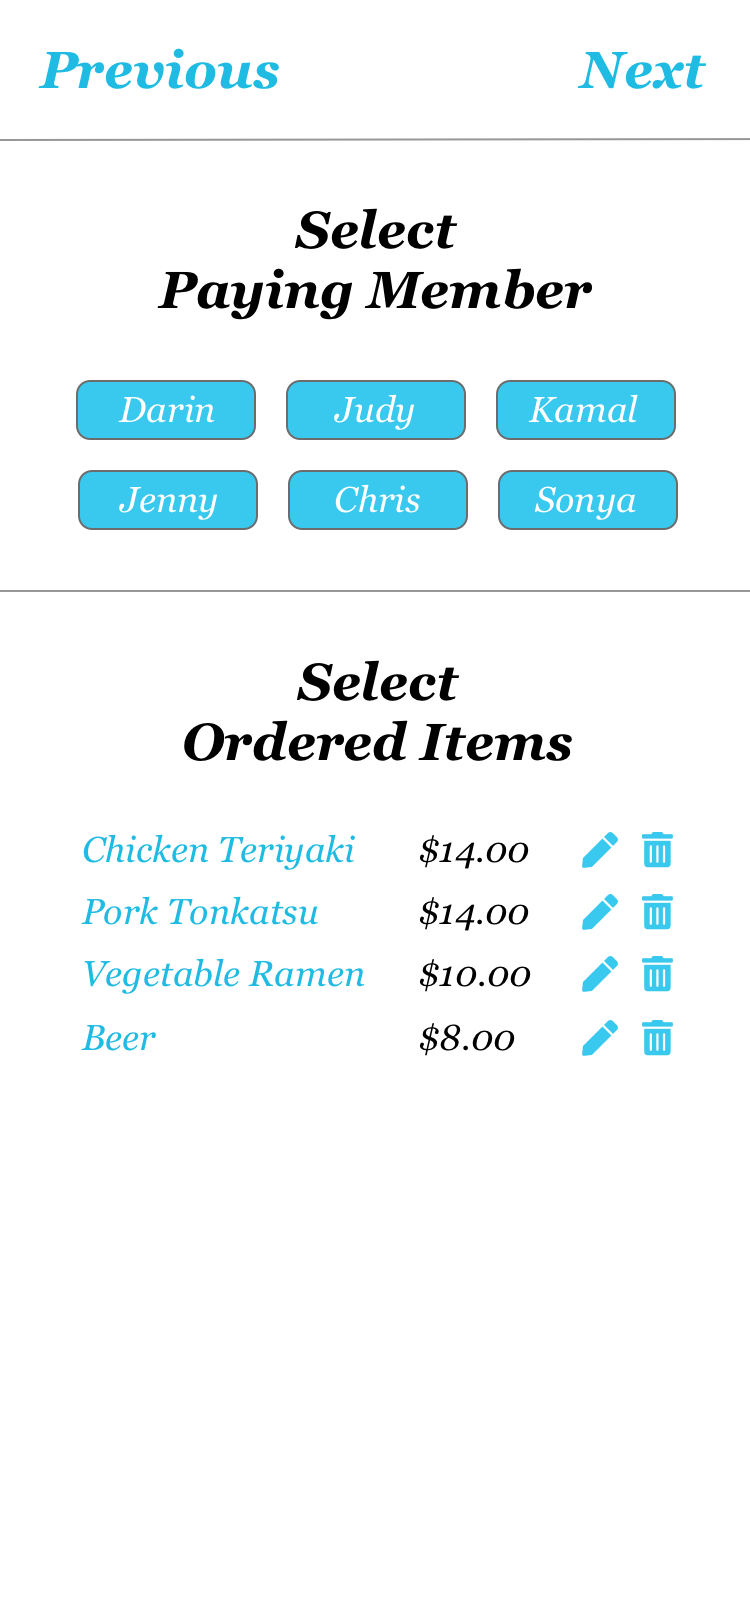 Previous Next
Select
Paying Member
Darin Judy Kamal
Jenny Chris Sonya
Select
Ordered Items
Chicken Teriyaki $14.00
Pork Tonkatsu $14.00
Vegetable Ramen $10.00
Beer $8.00